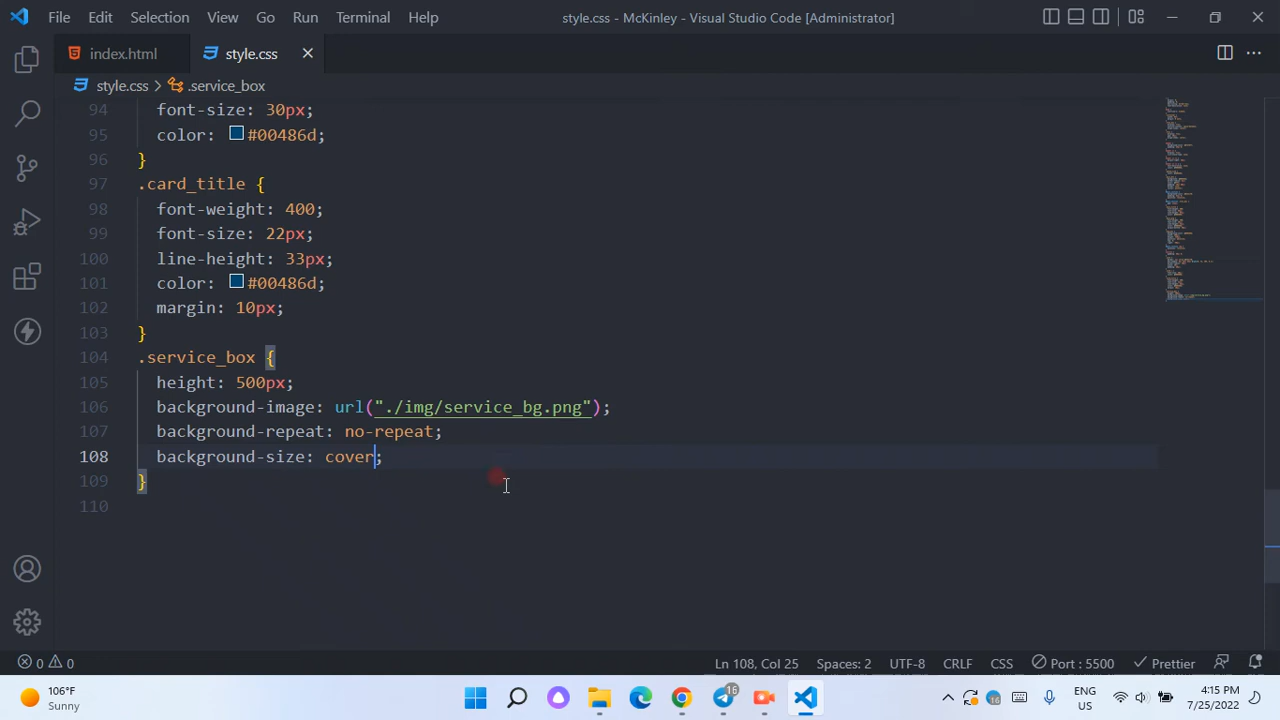 File Edit Selection View Go Run Terminal Help style.css - McKinley - Visual Studio Code [Administrator]
index.html style.css
style.css > .service_box
94 font-size: 30px;
95 color: #00486d;
96 }
97 .card_title {
98 font-weight: 400;
99 font-size: 22px;
100 line-height: 33px;
101 color: #00486d;
102 margin: 10px;
103 }
104 .service_box {
105 height: 500px;
106 background-image: url("./img/service_bg.png");
107 background-repeat: no-repeat;
108 background-size: cover;
109 }
110
0 0 Ln 108, Col 25 Spaces: 2 UTF-8 CRLF CSS Port : 5500 Prettier
106°F
Sunny
16
16
ENG
US
4:15 PM
7/25/2022